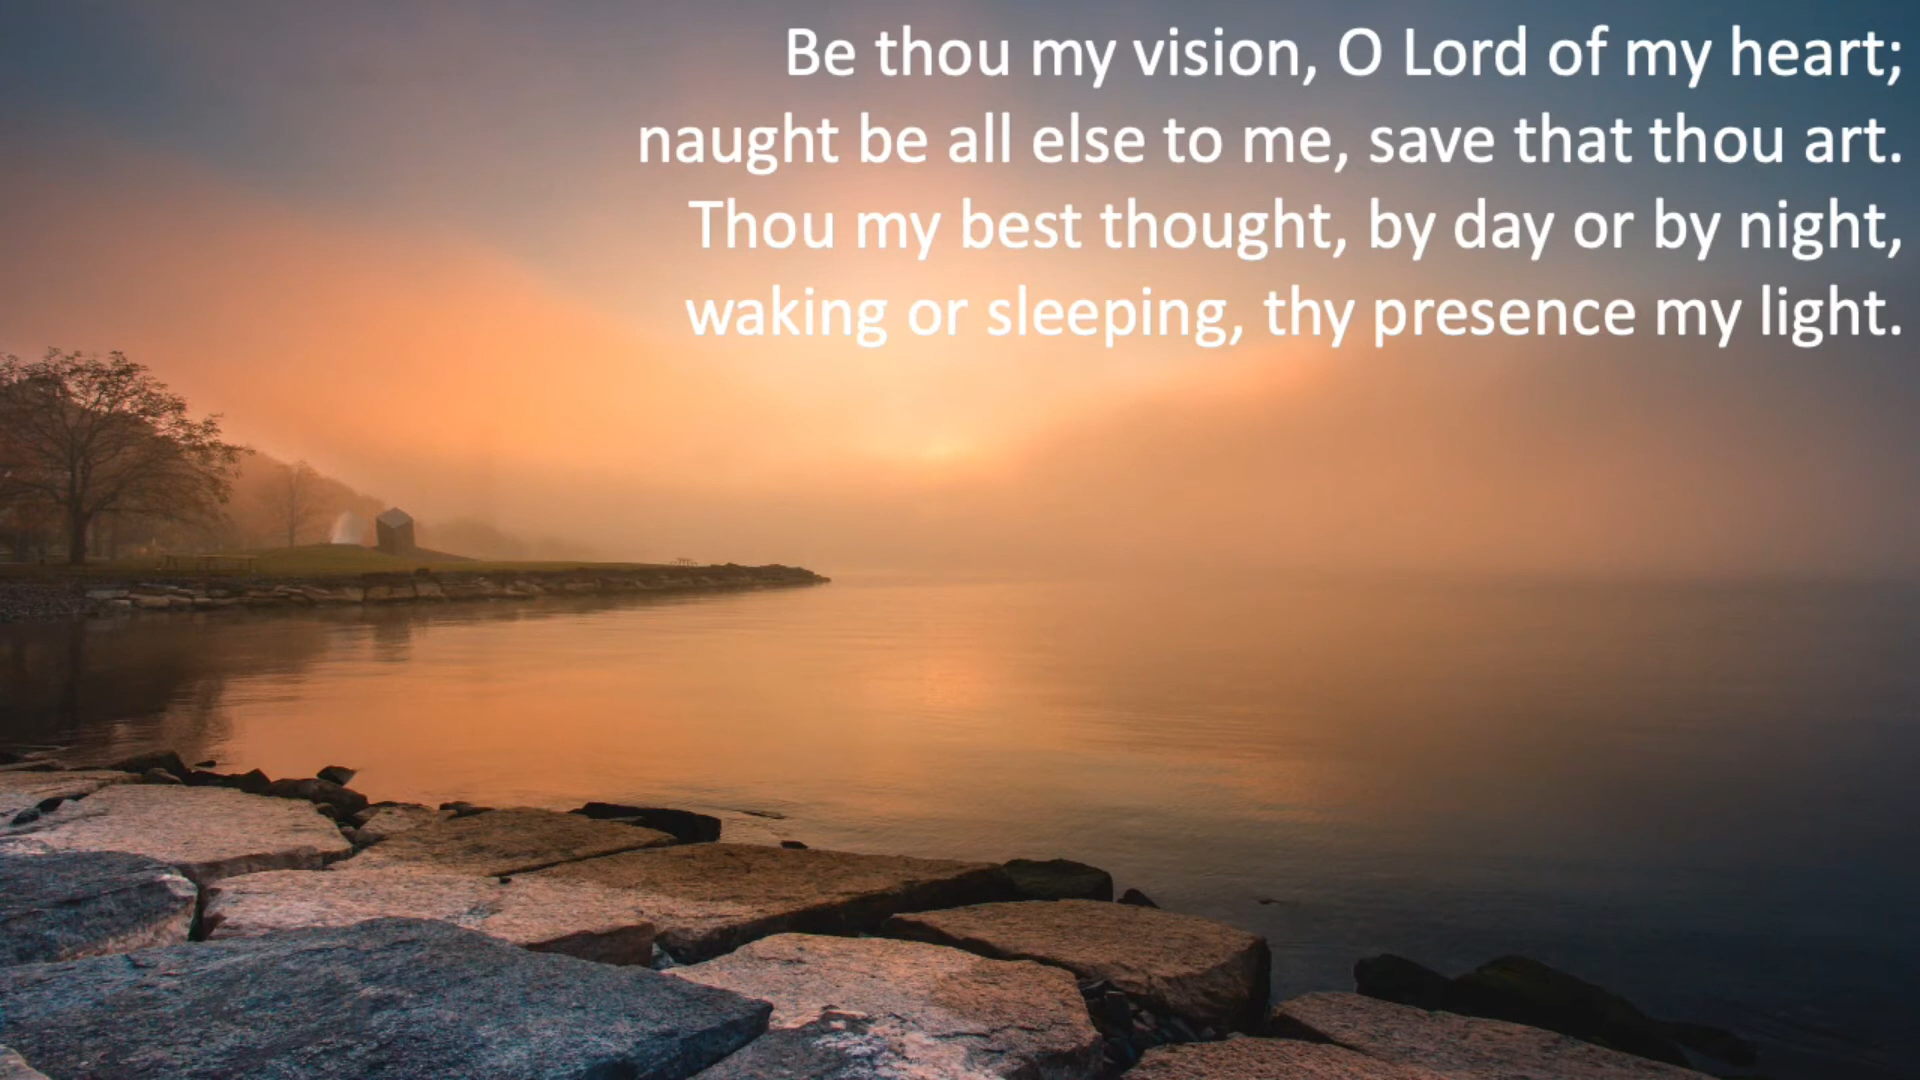 Be thou my vision, O Lord of my heart;
naught be all else to me, save that thou art.
Thou my best thought, by day or by night,
waking or sleeping, thy presence my light.